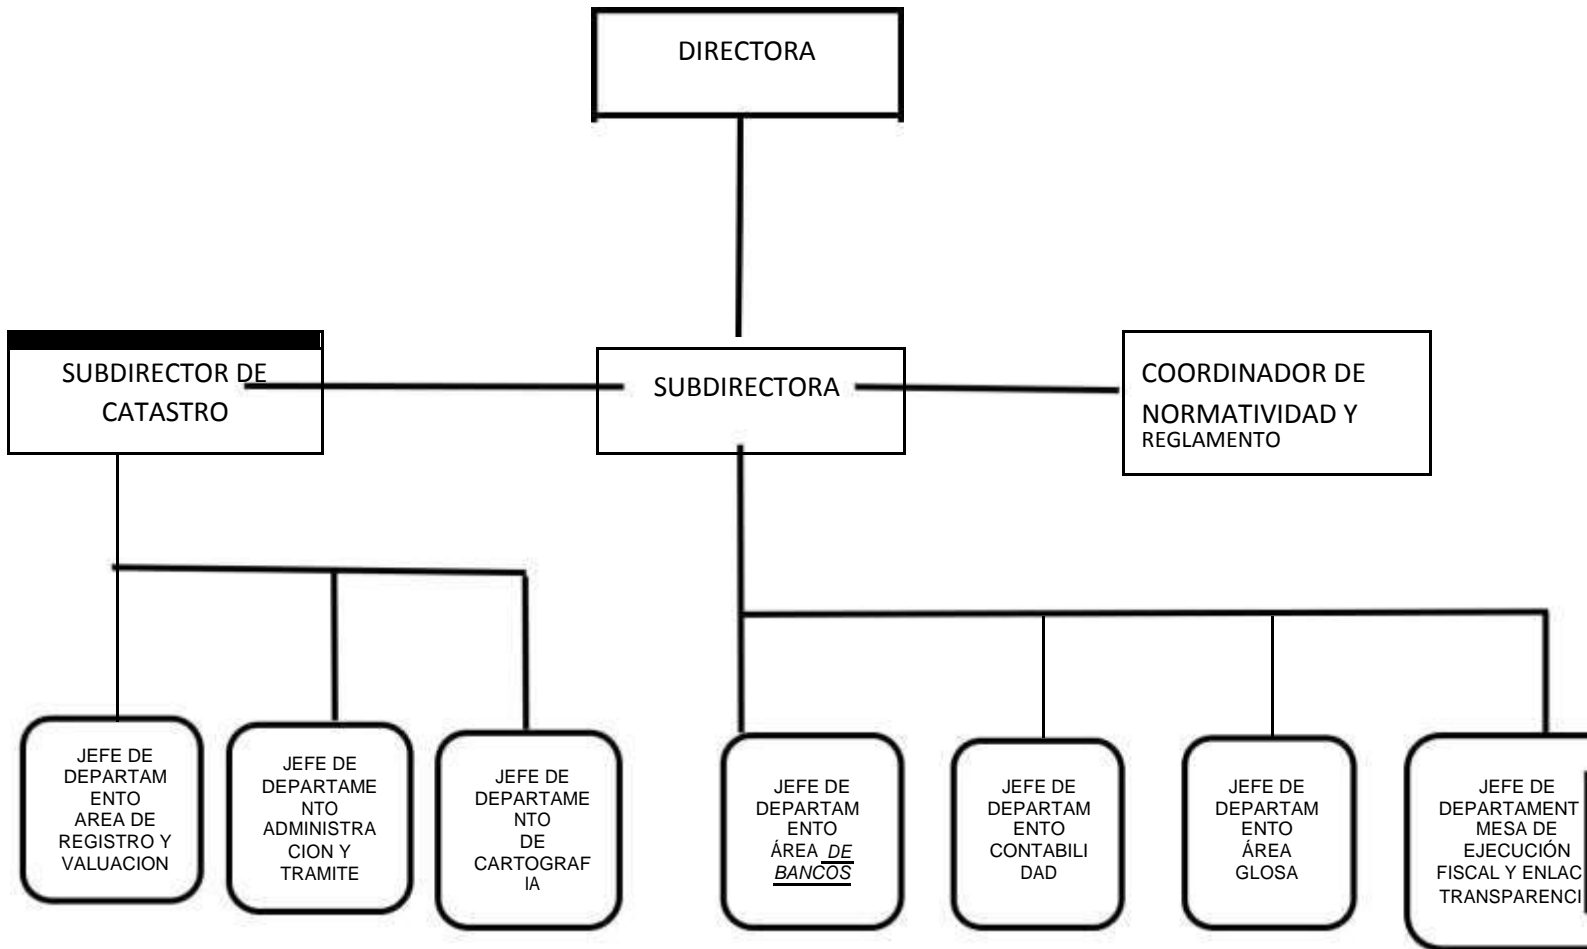 DIRECTORA
SUBDIRECTOR DE
CATASTRO
SUBDIRECTORA
COORDINADOR DE
NORMATIVIDAD Y
REGLAMENTO
JEFE DE
DEPARTAM
ENTO
AREA DE
REGISTRO Y
VALUACION
JEFE DE
DEPARTAME
NTO
ADMINISTRA
CION Y
TRAMITE
JEFE DE
DEPARTAME
NTO
DE
CARTOGRAF
IA
JEFE DE
DEPARTAM
ENTO
ÁREA DE
BANCOS
JEFE DE
DEPARTAM
ENTO
CONTABILI
DAD
JEFE DE
DEPARTAM
ENTO
ÁREA
GLOSA
JEFE DE
DEPARTAMENT
MESA DE
EJECUCIÓN
FISCAL Y ENLAC
TRANSPARENCI